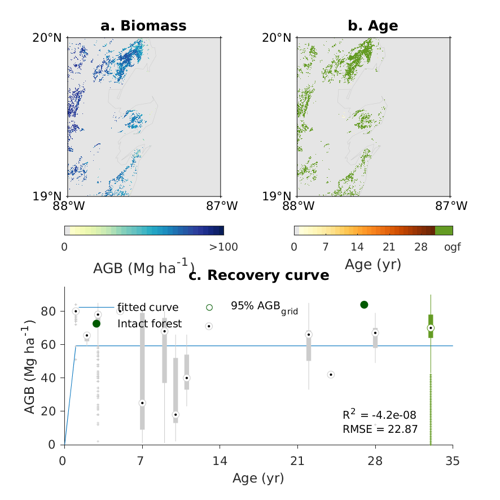 a. Biomass
b. Age
20°N
20°N
19°N
19°N
88°W
87°W
88°W
87°W
0
>100
0 7 14 21 28 ogf
AGB (Mg ha⁻¹)
Age (yr)
c. Recovery curve
fitted curve
95% AGB_grid
Intact forest
80
60
40
20
0
AGB (Mg ha⁻¹)
R² = -4.2e-08
RMSE = 22.87
0 7 14 21 28 35
Age (yr)